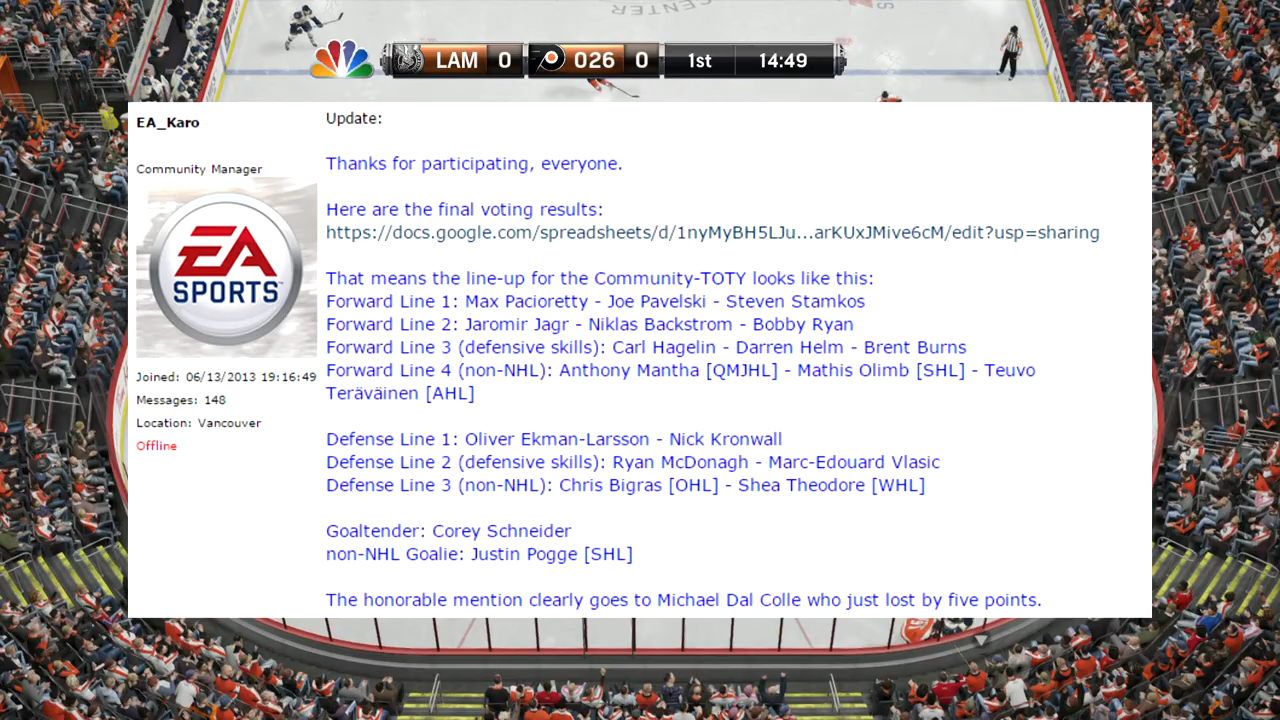 CENTER
LAM 0 026 0 1st 14:49
EA_Karo
Community Manager
EA
SPORTS™
Joined: 06/13/2013 19:16:49
Messages: 148
Location: Vancouver
Offline
Update:
Thanks for participating, everyone.
Here are the final voting results:
https://docs.google.com/spreadsheets/d/1nyMyBH5LJu...arKUxJMive6cM/edit?usp=sharing
That means the line-up for the Community-TOTY looks like this:
Forward Line 1: Max Pacioretty - Joe Pavelski - Steven Stamkos
Forward Line 2: Jaromir Jagr - Niklas Backstrom - Bobby Ryan
Forward Line 3 (defensive skills): Carl Hagelin - Darren Helm - Brent Burns
Forward Line 4 (non-NHL): Anthony Mantha [QMJHL] - Mathis Olimb [SHL] - Teuvo
Teräväinen [AHL]
Defense Line 1: Oliver Ekman-Larsson - Nick Kronwall
Defense Line 2 (defensive skills): Ryan McDonagh - Marc-Edouard Vlasic
Defense Line 3 (non-NHL): Chris Bigras [OHL] - Shea Theodore [WHL]
Goaltender: Corey Schneider
non-NHL Goalie: Justin Pogge [SHL]
The honorable mention clearly goes to Michael Dal Colle who just lost by five points.